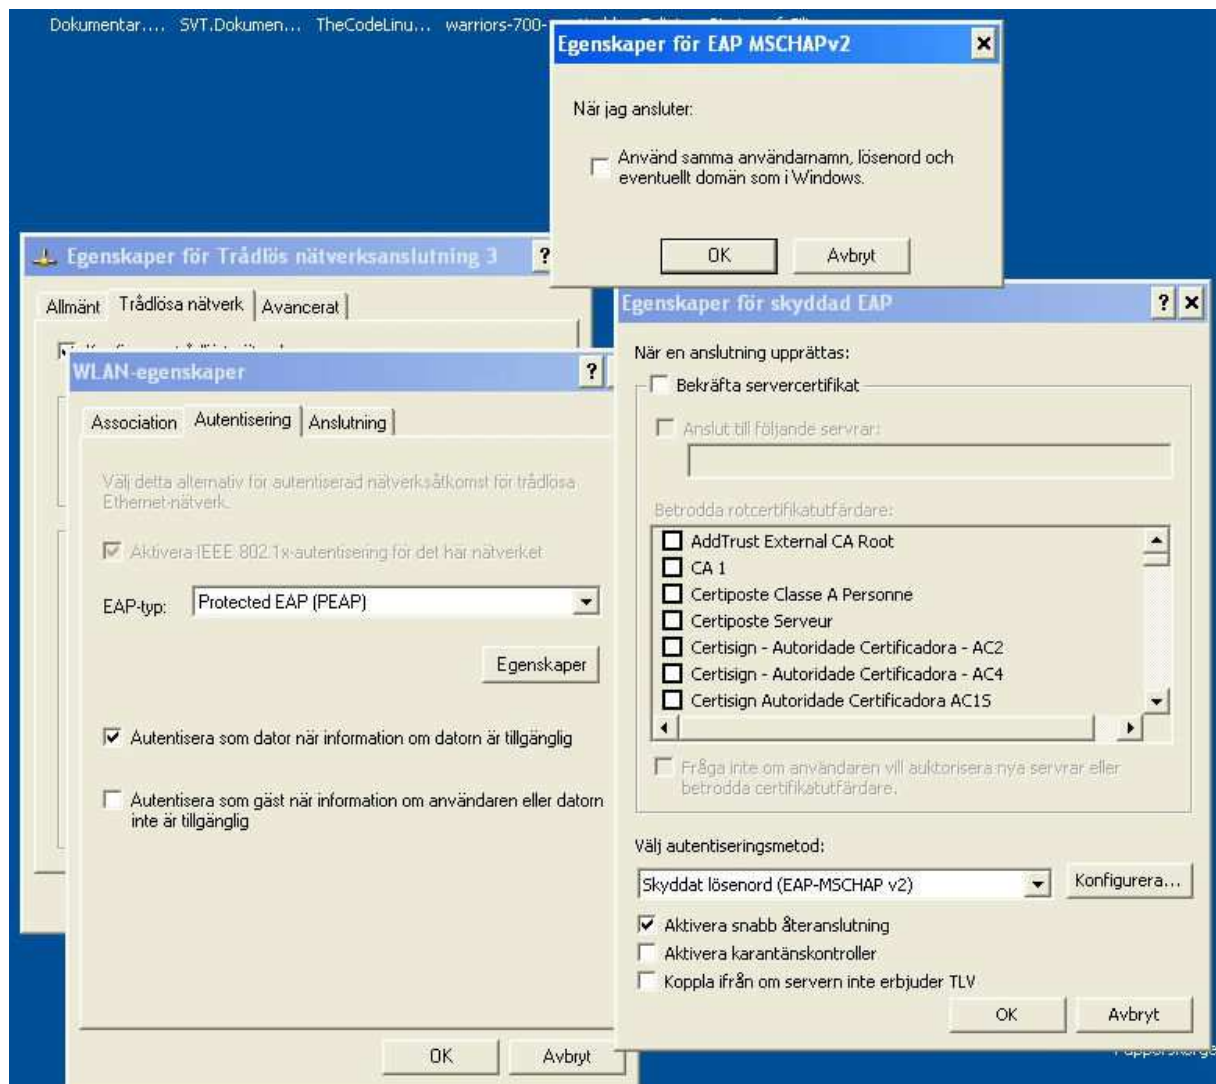 Dokumentar.... SVT.Dokumen... TheCodeLinu... warriors-700-
Egenskaper för EAP MSCHAPv2
När jag ansluter:
Använd samma användarnamn, lösenord och
eventuellt domän som i Windows.
OK Avbryt
Egenskaper för Trådlös nätverksanslutning 3
Allmänt Trådlösa nätverk Avancerat
WLAN-egenskaper
Association Autentisering Anslutning
Välj detta alternativ för autentiserad nätverksåtkomst för trådlösa
Ethernet-nätverk.
Aktivera IEEE 802.1x-autentisering för det här nätverket
EAP-typ: Protected EAP (PEAP)
Egenskaper
Autentisera som dator när information om datorn är tillgänglig
Autentisera som gäst när information om användaren eller datorn
inte är tillgänglig
OK Avbryt
Egenskaper för skyddad EAP
När en anslutning upprättas:
Bekräfta servercertifikat
Anslut till följande servrar:
Betrodda rotcertifikatutfärdare:
AddTrust External CA Root
CA 1
Certiposte Classe A Personne
Certiposte Serveur
Certisign - Autoridade Certificadora - AC2
Certisign - Autoridade Certificadora - AC4
Certisign Autoridade Certificadora AC1S
Fråga inte om användaren vill auktorisera nya servrar eller
betrodda certifikatutfärdare.
Välj autentiseringsmetod:
Skyddat lösenord (EAP-MSCHAP v2) Konfigurera...
Aktivera snabb återanslutning
Aktivera karantänskontroller
Koppla ifrån om servern inte erbjuder TLV
OK Avbryt